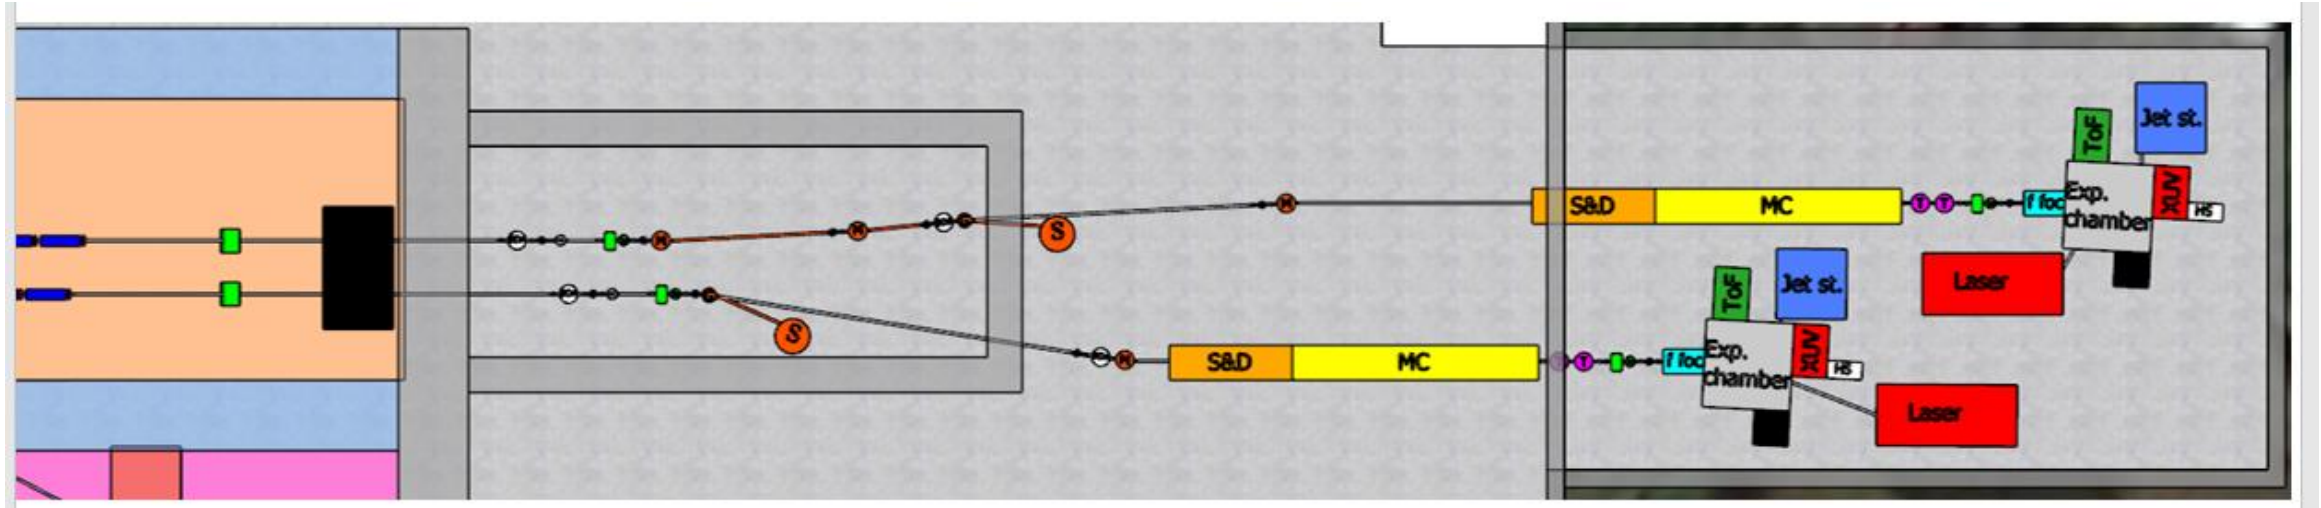 Jet st.
ToF
M
M
M
S
S&D
MC
T
T
f foc
Exp.
chamber
XUV
HS
Laser
ToF
Jet st.
S
M
S&D
MC
T
T
f foc
Exp.
chamber
XUV
HS
Laser